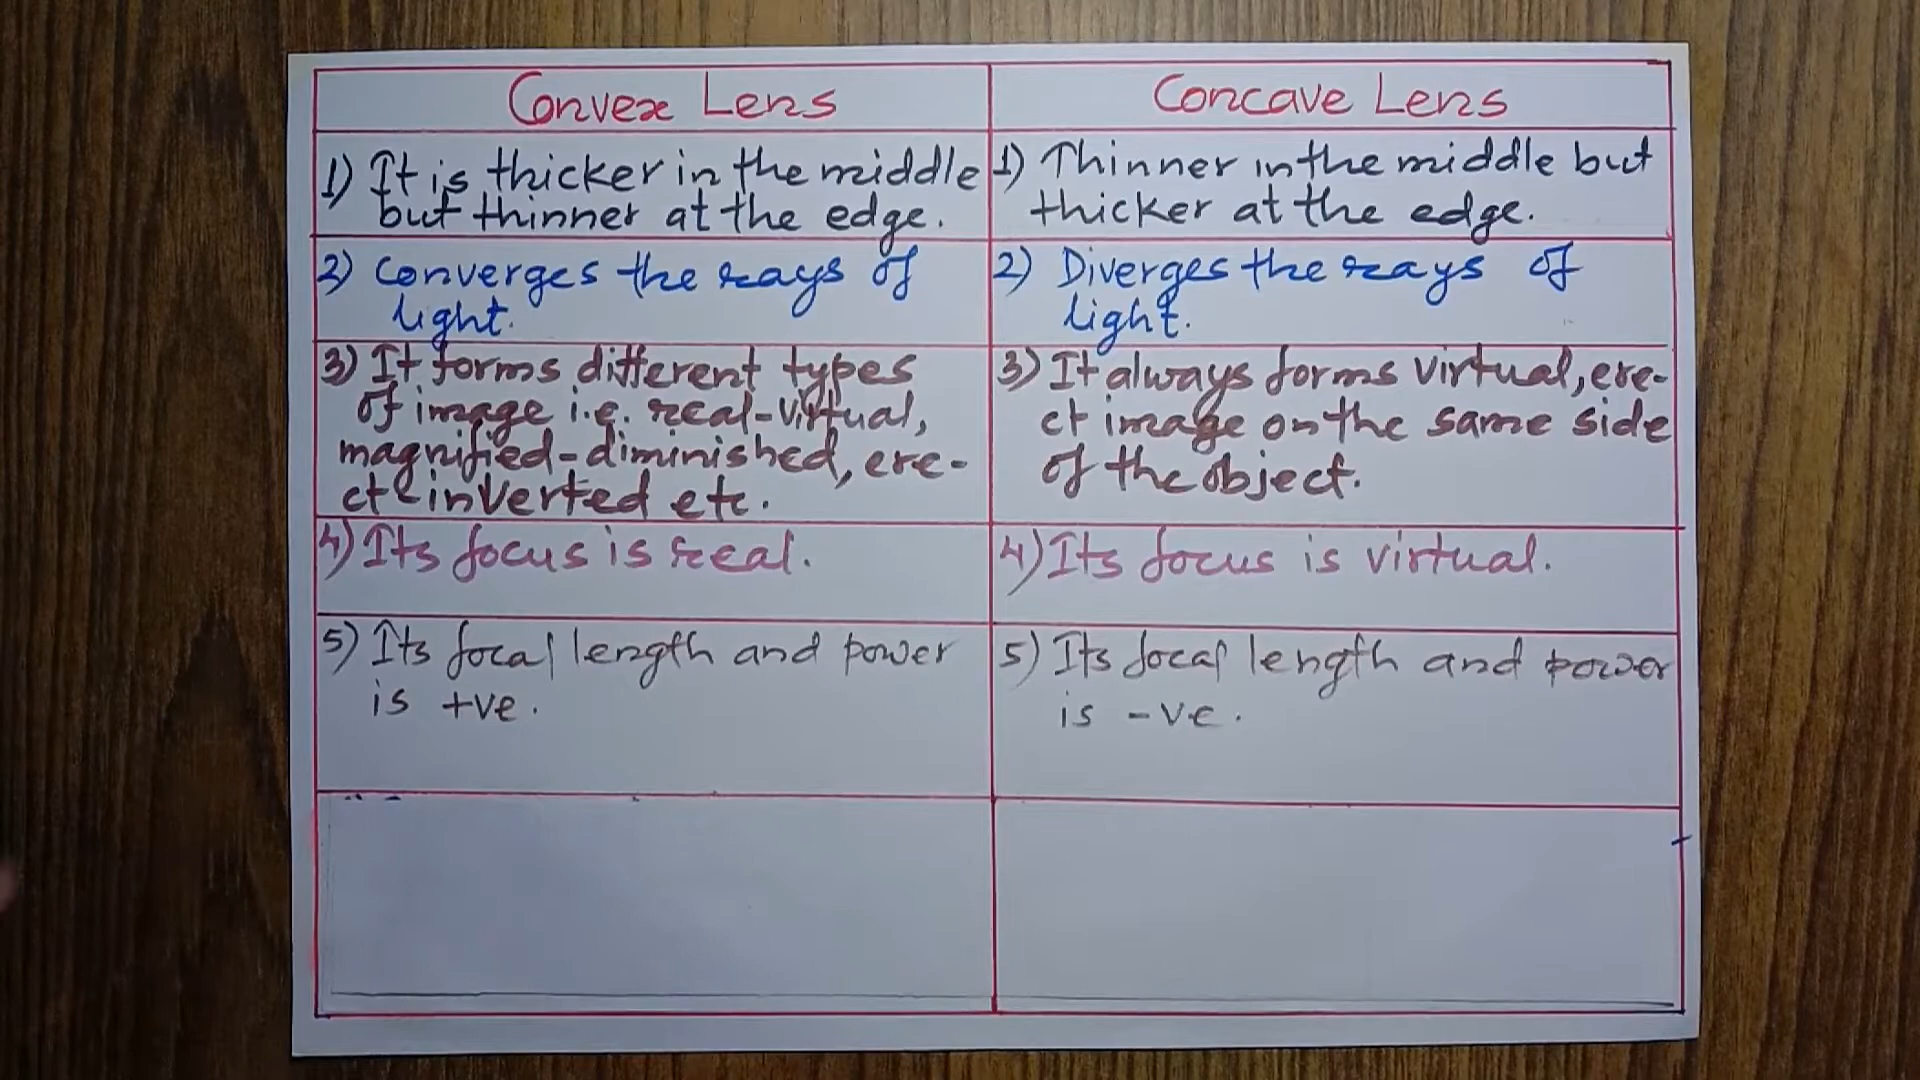 Convex Lens
Concave Lens
1) It is thicker in the middle
but thinner at the edge.
1) Thinner in the middle but
thicker at the edge.
2) Converges the rays of
light.
2) Diverges the rays of
light.
3) It forms different types
of image i.e. real-virtual,
magnified-diminished, ere-
ct-inverted etc.
3) It always forms virtual, ere-
ct image on the same side
of the object.
4) Its focus is real.
4) Its focus is virtual.
5) Its focal length and power
is +ve.
5) Its focal length and power
is -ve.